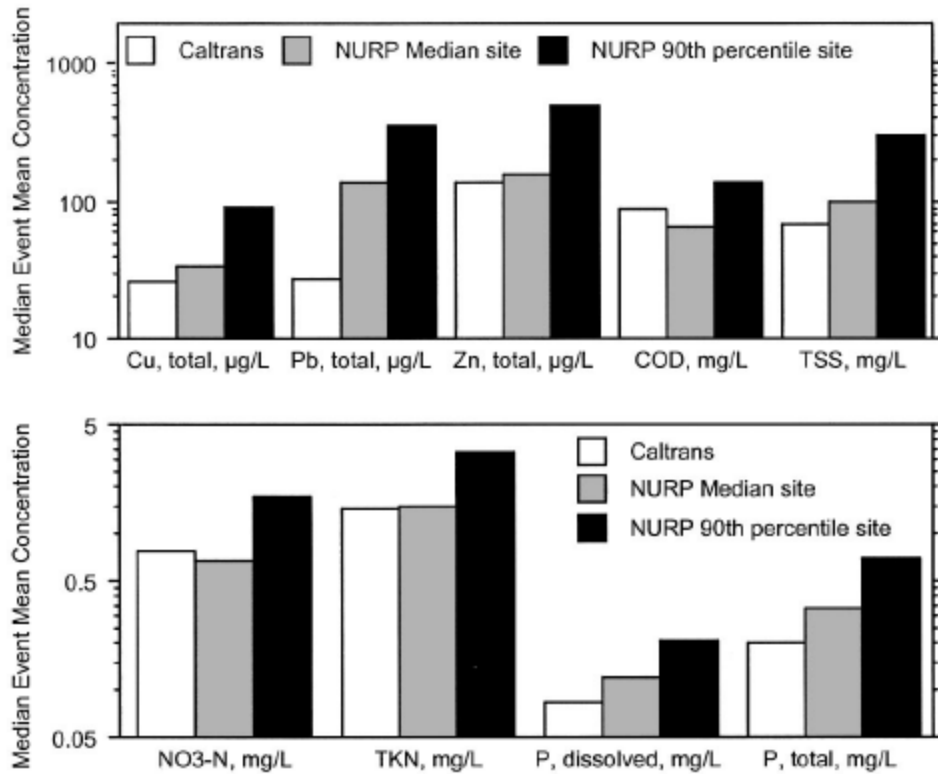 Median Event Mean Concentration
Caltrans
NURP Median site
NURP 90th percentile site
1000
100
10
Cu, total, µg/L
Pb, total, µg/L
Zn, total, µg/L
COD, mg/L
TSS, mg/L
Median Event Mean Concentration
5
0.5
0.05
Caltrans
NURP Median site
NURP 90th percentile site
NO3-N, mg/L
TKN, mg/L
P, dissolved, mg/L
P, total, mg/L